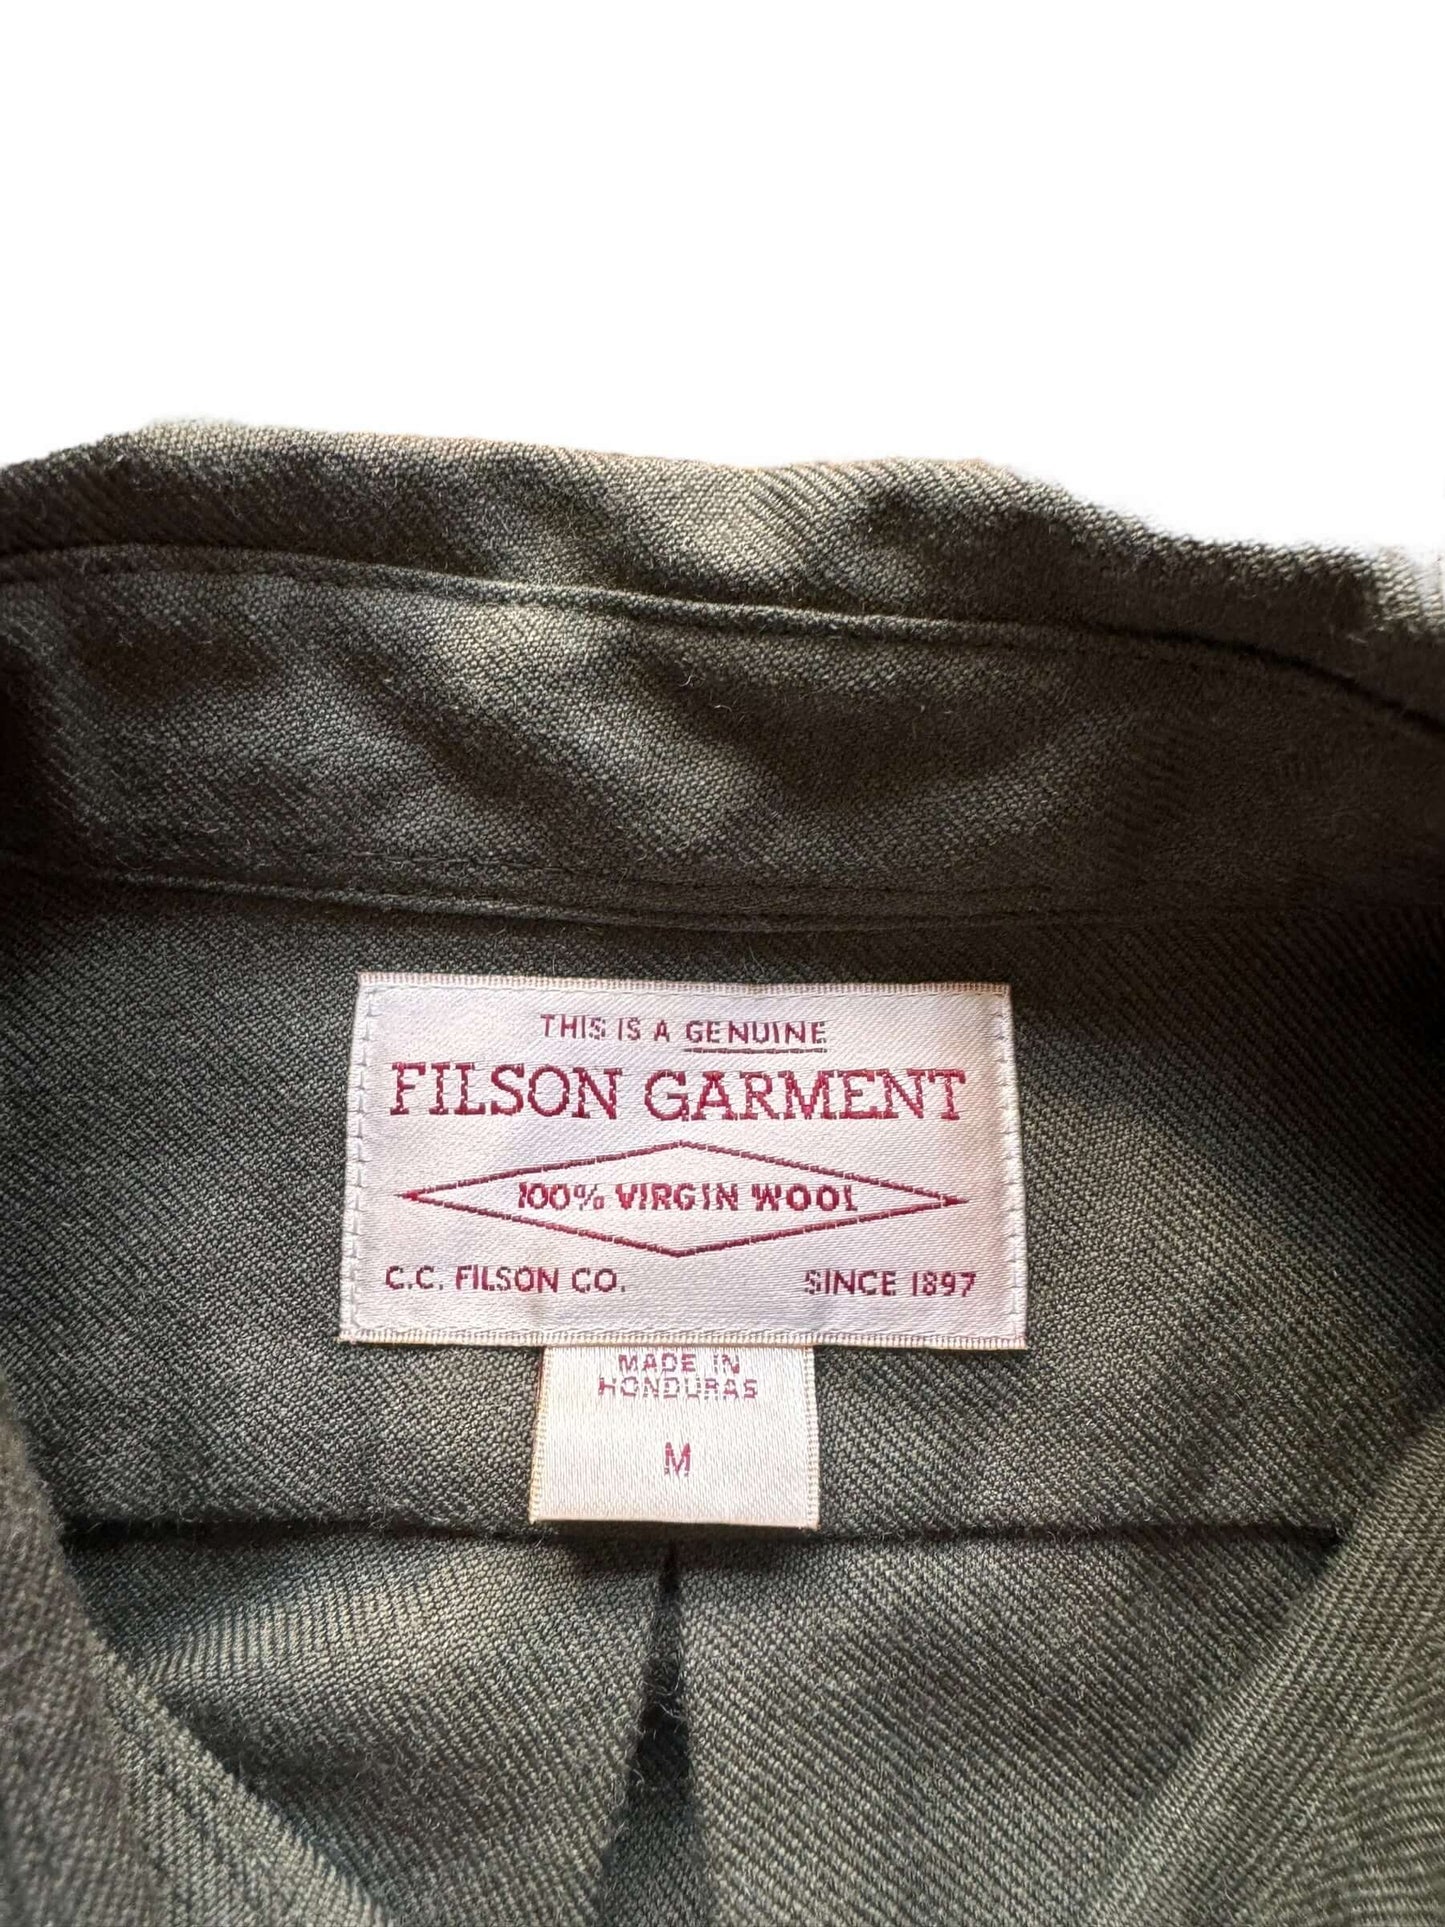 THIS IS A GENUINE
FILSON GARMENT
100% VIRGIN WOOL
C.C. FILSON CO. SINCE 1897
MADE IN
HONDURAS
M